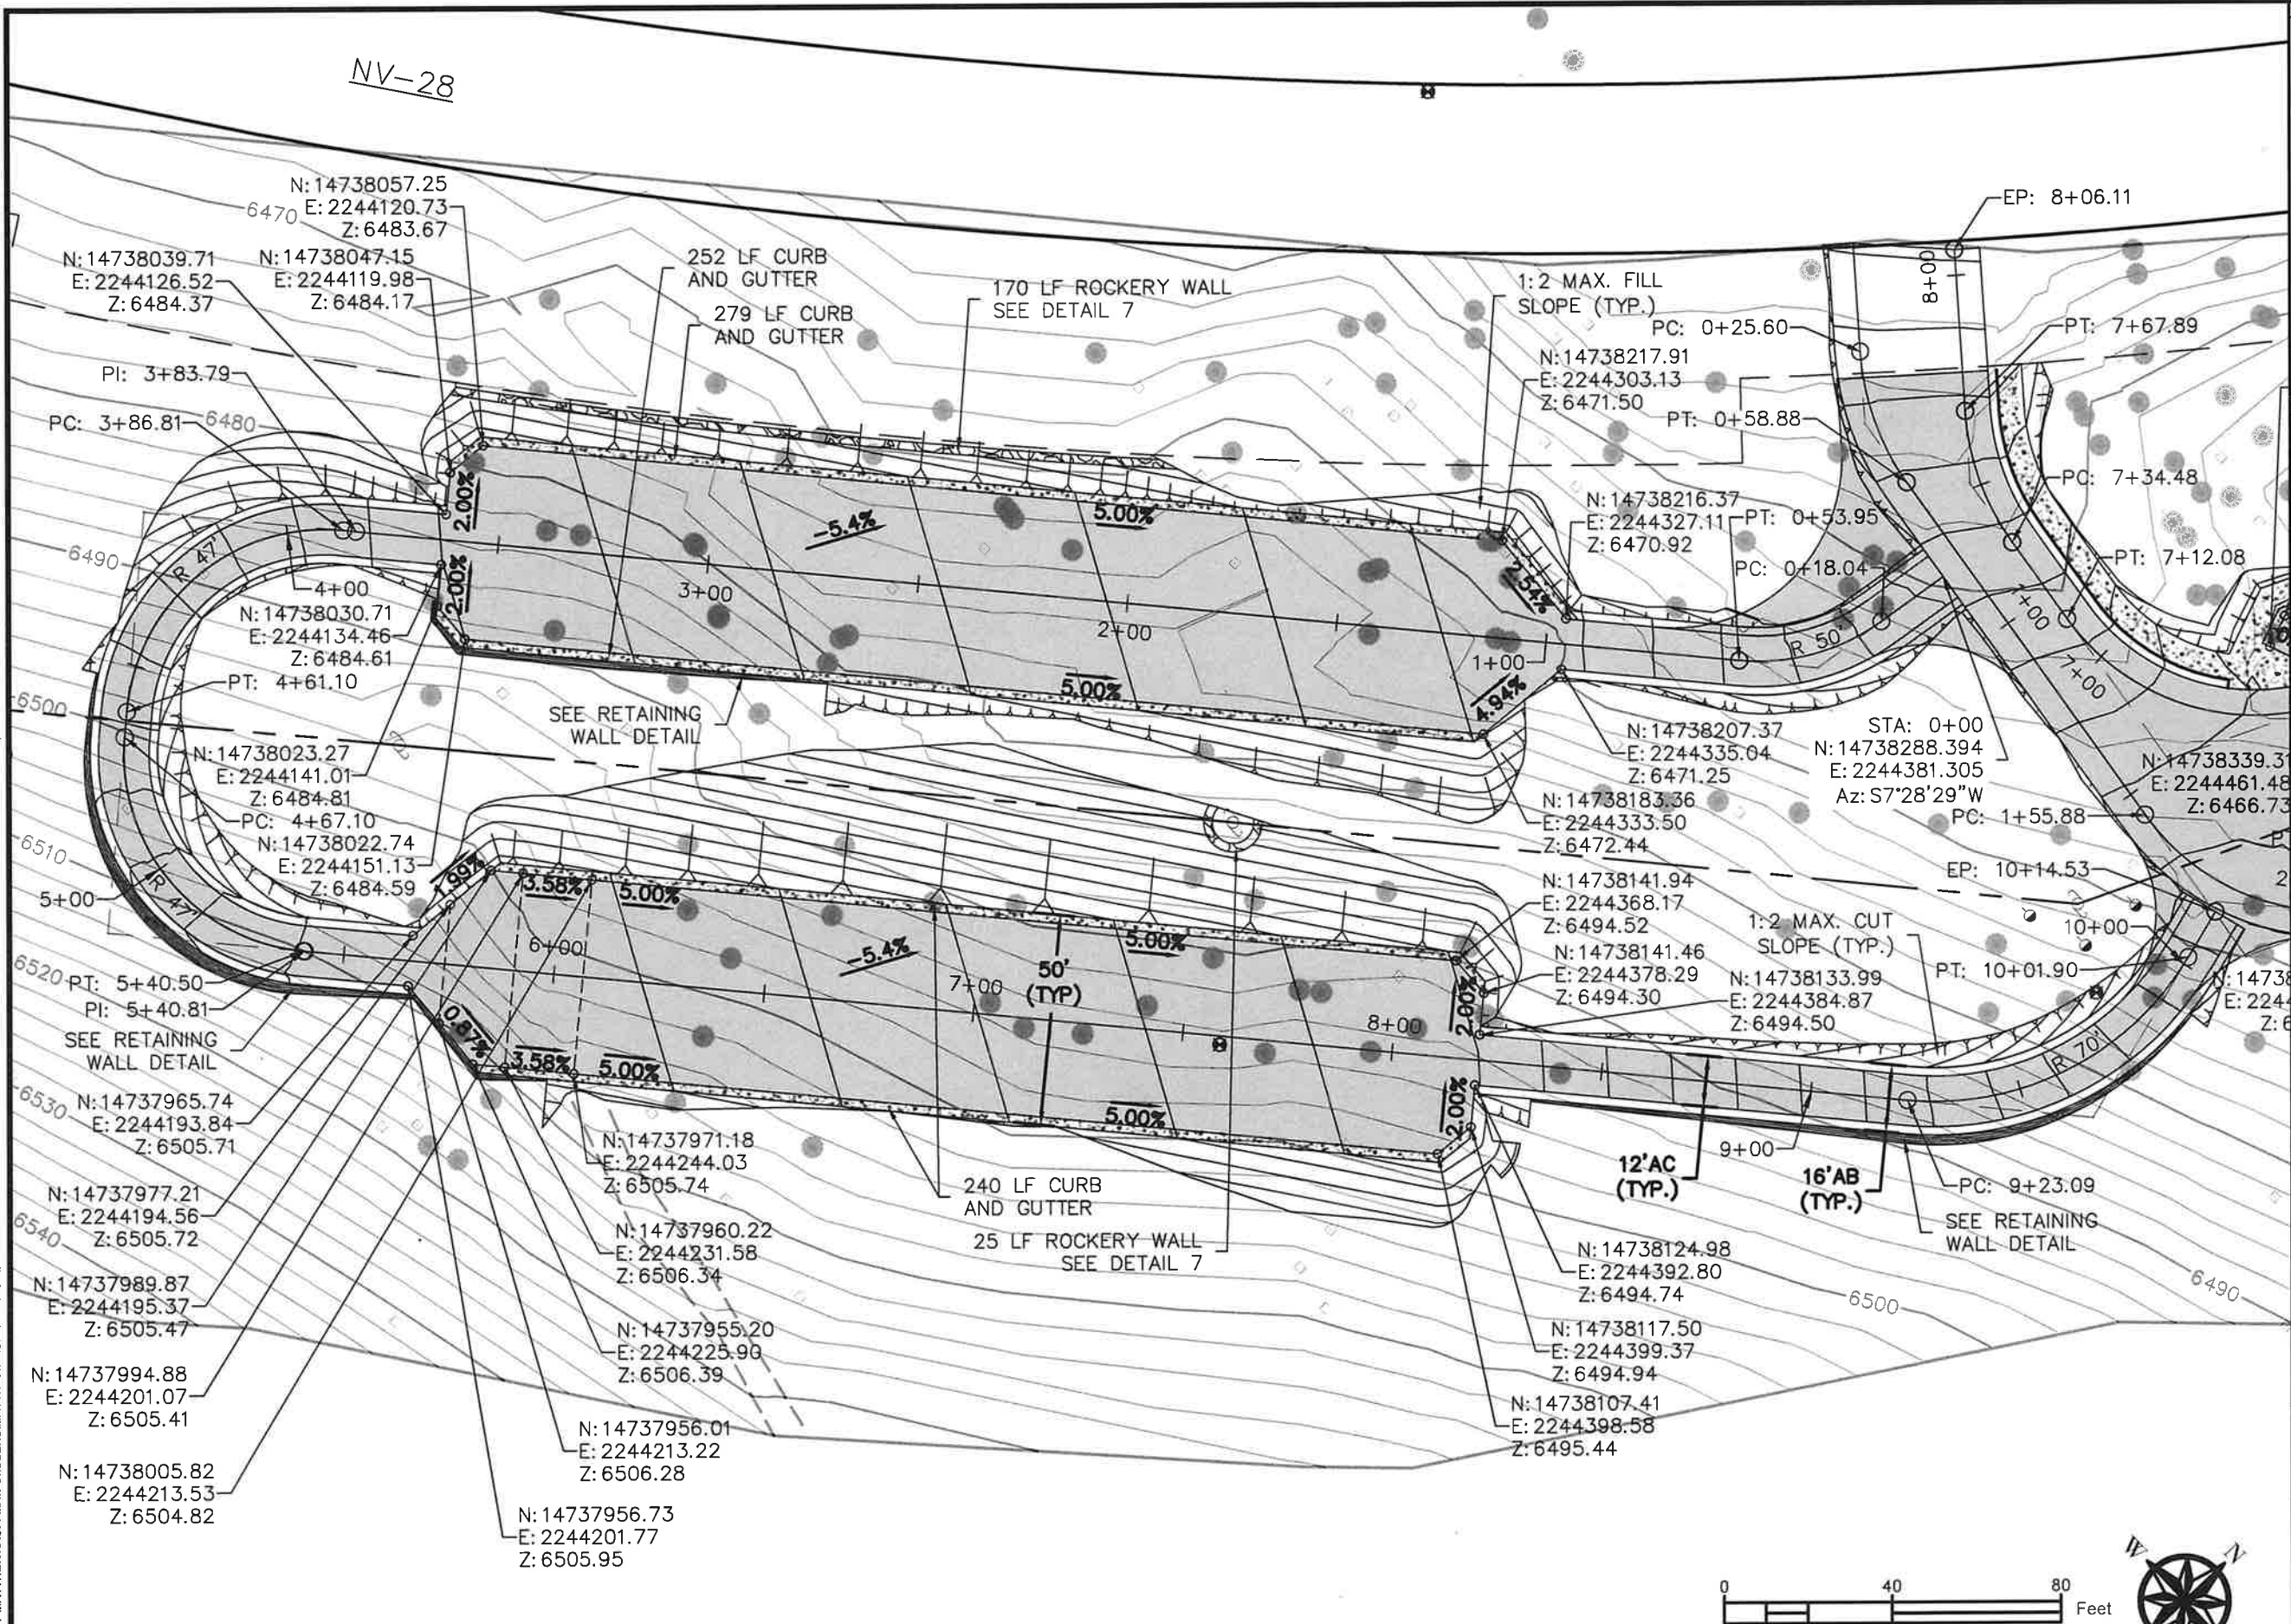 NV-28
N: 14738057.25
E: 2244120.73
Z: 6483.67
6470
N: 14738039.71
E: 2244126.52
Z: 6484.37
N: 14738047.15
E: 2244119.98
Z: 6484.17
252 LF CURB
AND GUTTER
279 LF CURB
AND GUTTER
170 LF ROCKERY WALL
SEE DETAIL 7
1:2 MAX. FILL
SLOPE (TYP.)
EP: 8+06.11
8+00
PC: 0+25.60
PT: 7+67.89
N: 14738217.91
E: 2244303.13
Z: 6471.50
PT: 0+58.88
PI: 3+83.79
PC: 3+86.81
6480
PC: 7+34.48
N: 14738216.37
E: 2244327.11
Z: 6470.92
PT: 0+53.95
PC: 0+18.04
PT: 7+12.08
2.00%
-5.4%
5.00%
2.54%
6490
R 47'
4+00
2.00%
3+00
2+00
1+00
R 50'
7+00
7+00
N: 14738030.71
E: 2244134.46
Z: 6484.61
PT: 4+61.10
6500
5.00%
4.94%
SEE RETAINING
WALL DETAIL
N: 14738207.37
E: 2244335.04
Z: 6471.25
STA: 0+00
N: 14738288.394
E: 2244381.305
Az: S7°28'29"W
PC: 1+55.88
N: 14738339.3
E: 2244461.48
Z: 6466.73
N: 14738023.27
E: 2244141.01
Z: 6484.81
PC: 4+67.10
N: 14738022.74
E: 2244151.13
Z: 6484.59
N: 14738183.36
E: 2244333.50
Z: 6472.44
6510
5+00
R 47'
1.99%
3.58%
5.00%
EP: 10+14.53
10+00
N: 14738141.94
E: 2244368.17
Z: 6494.52
1:2 MAX. CUT
SLOPE (TYP.)
PT: 10+01.90
N: 14738141.46
E: 2244378.29
Z: 6494.30
N: 14738133.99
E: 2244384.87
Z: 6494.50
N: 1473
E: 224
Z: 6
6520
PT: 5+40.50
PI: 5+40.81
6+00
-5.4%
5.00%
50'
(TYP)
7+00
8+00
2.00%
SEE RETAINING
WALL DETAIL
0.87%
3.58%
5.00%
5.00%
2.00%
R 70'
6530
N: 14737965.74
E: 2244193.84
Z: 6505.71
N: 14737971.18
E: 2244244.03
Z: 6505.74
240 LF CURB
AND GUTTER
25 LF ROCKERY WALL
SEE DETAIL 7
12'AC
(TYP.)
9+00
16'AB
(TYP.)
PC: 9+23.09
SEE RETAINING
WALL DETAIL
N: 14737977.21
E: 2244194.56
Z: 6505.72
6540
N: 14737960.22
E: 2244231.58
Z: 6506.34
N: 14738124.98
E: 2244392.80
Z: 6494.74
6500
6490
N: 14737989.87
E: 2244195.37
Z: 6505.47
N: 14737955.20
E: 2244225.90
Z: 6506.39
N: 14738117.50
E: 2244399.37
Z: 6494.94
N: 14737994.88
E: 2244201.07
Z: 6505.41
N: 14737956.01
E: 2244213.22
Z: 6506.28
N: 14738107.41
E: 2244398.58
Z: 6495.44
N: 14738005.82
E: 2244213.53
Z: 6504.82
N: 14737956.73
E: 2244201.77
Z: 6505.95
0 40 80
Feet
W N